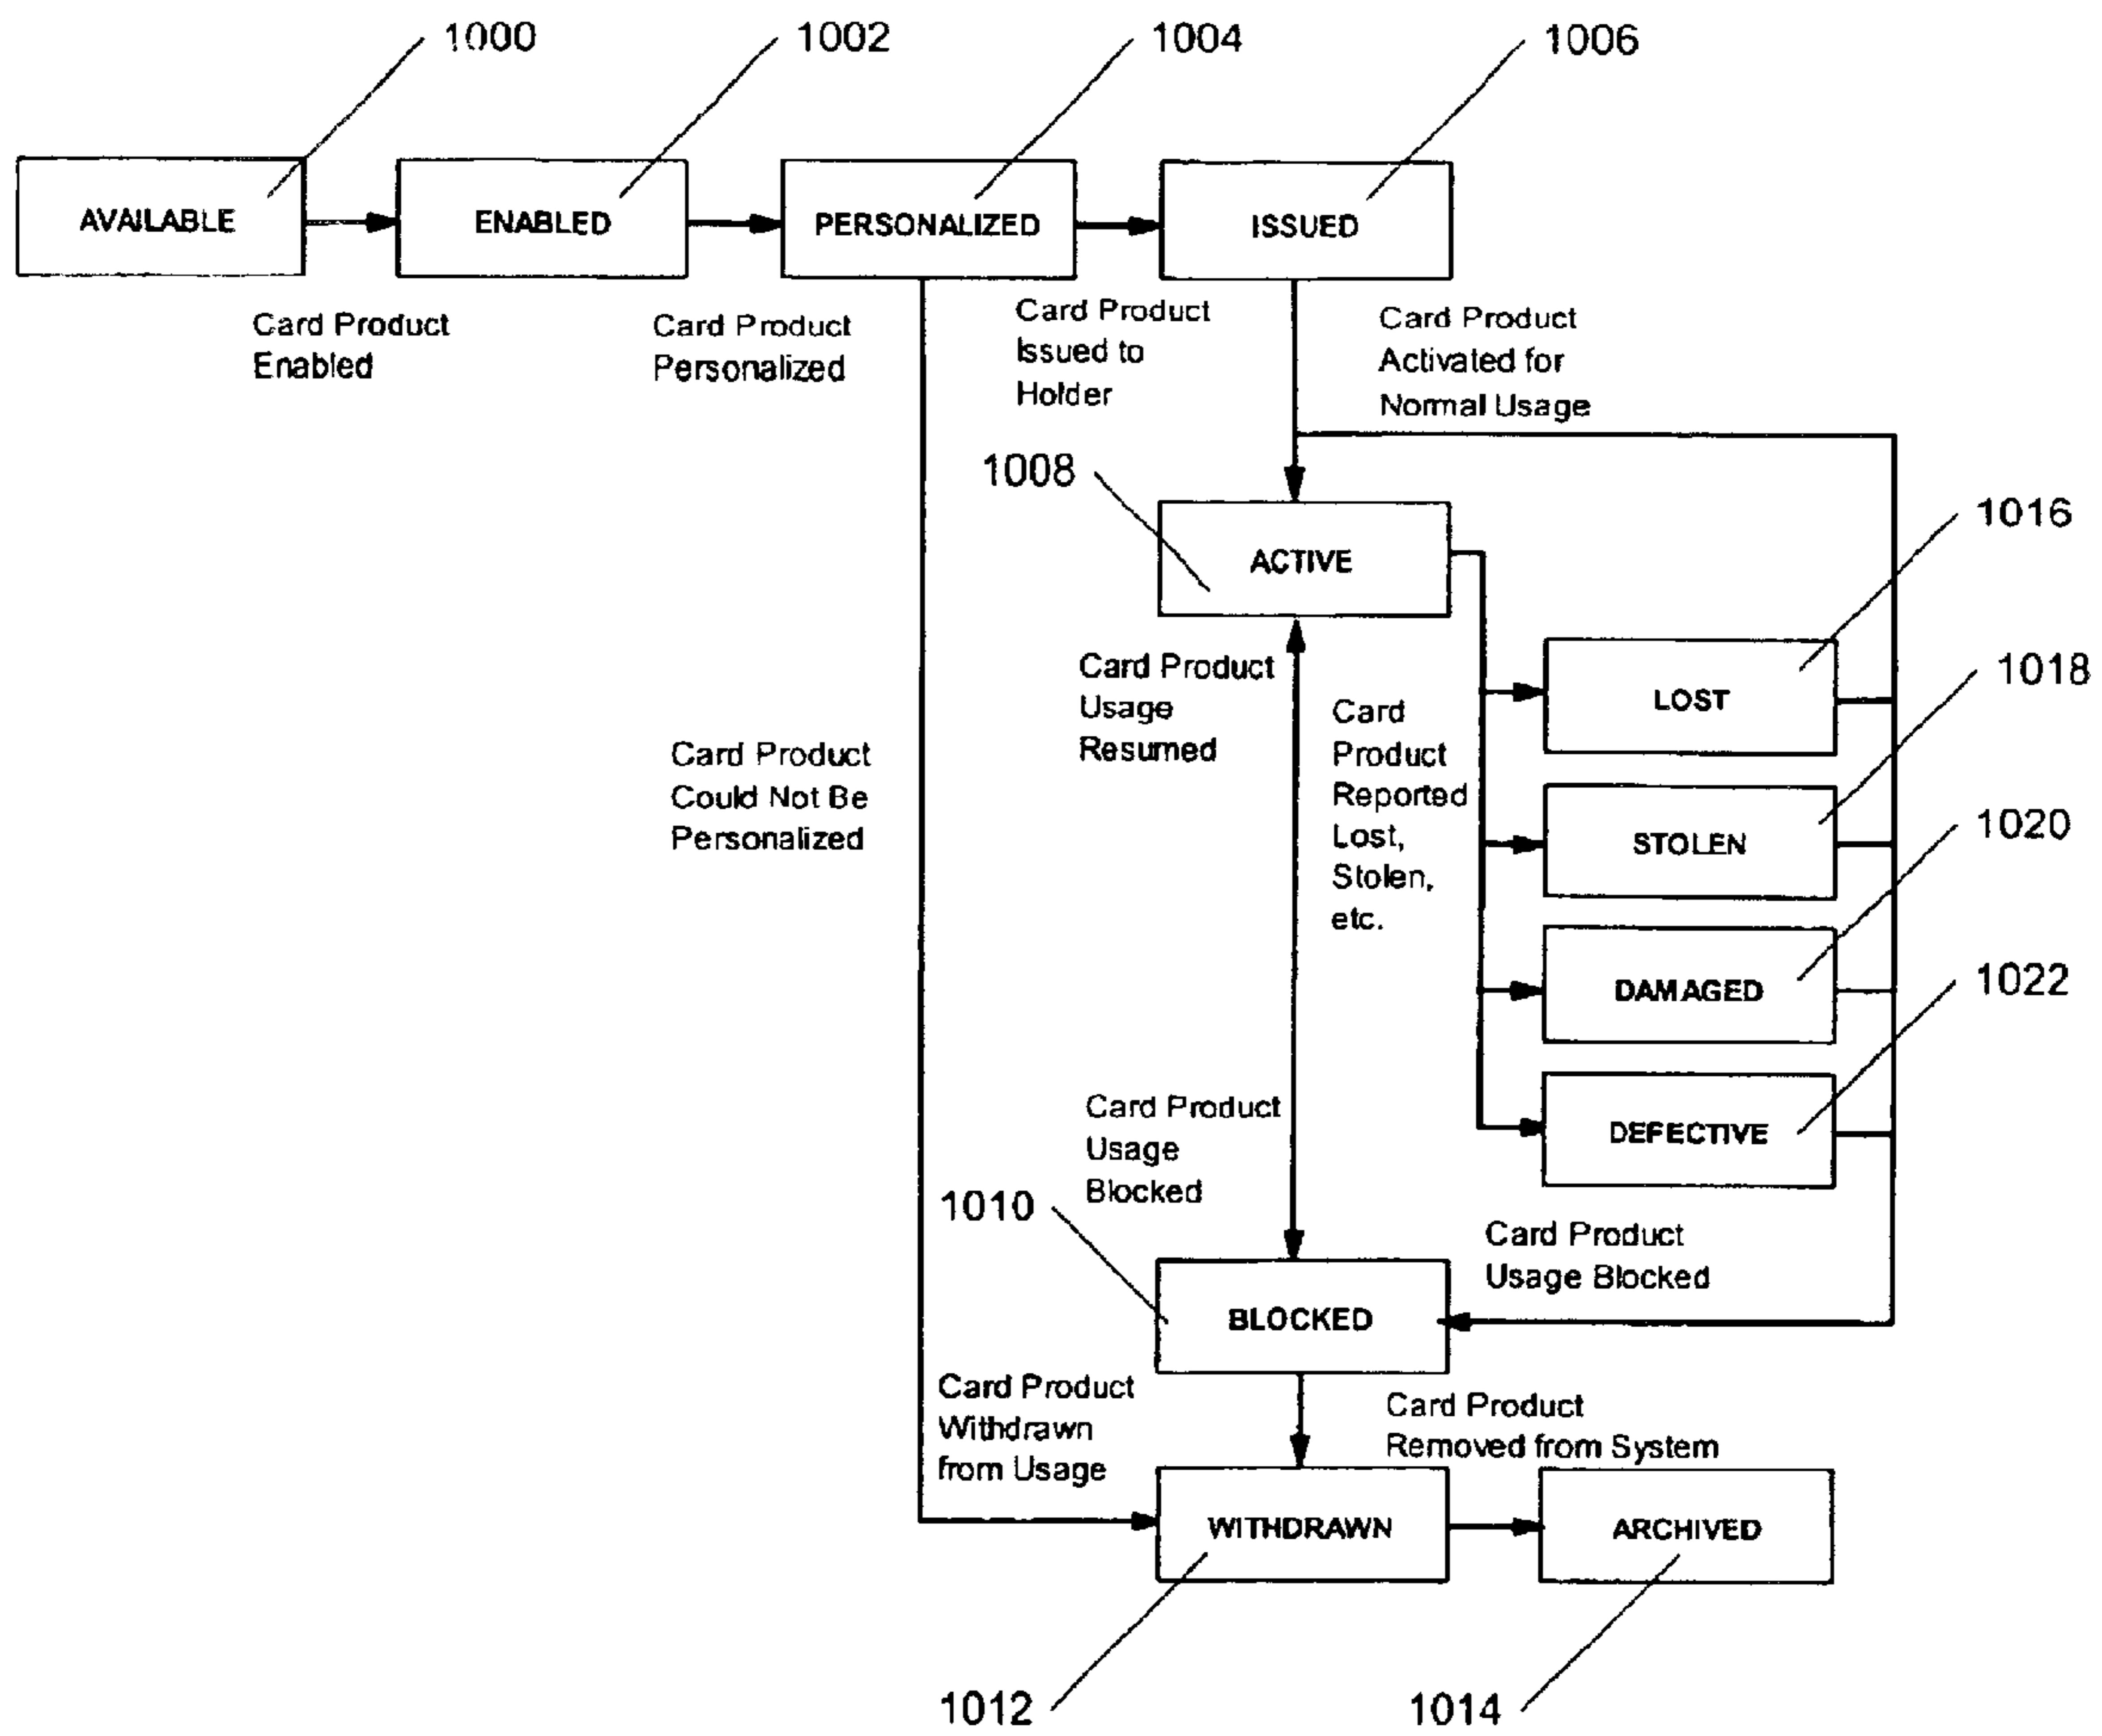 1000
1002
1004
1006
AVAILABLE
ENABLED
PERSONALIZED
ISSUED
Card Product
Enabled
Card Product
Personalized
Card Product
Issued to
Holder
Card Product
Activated for
Normal Usage
1008
ACTIVE
1016
LOST
1018
STOLEN
1020
DAMAGED
1022
DEFECTIVE
Card Product
Usage
Resumed
Card
Product
Reported
Lost,
Stolen,
etc.
Card Product
Could Not Be
Personalized
Card Product
Usage
Blocked
1010
BLOCKED
Card Product
Usage Blocked
Card Product
Withdrawn
from Usage
Card Product
Removed from System
WITHDRAWN
ARCHIVED
1012
1014